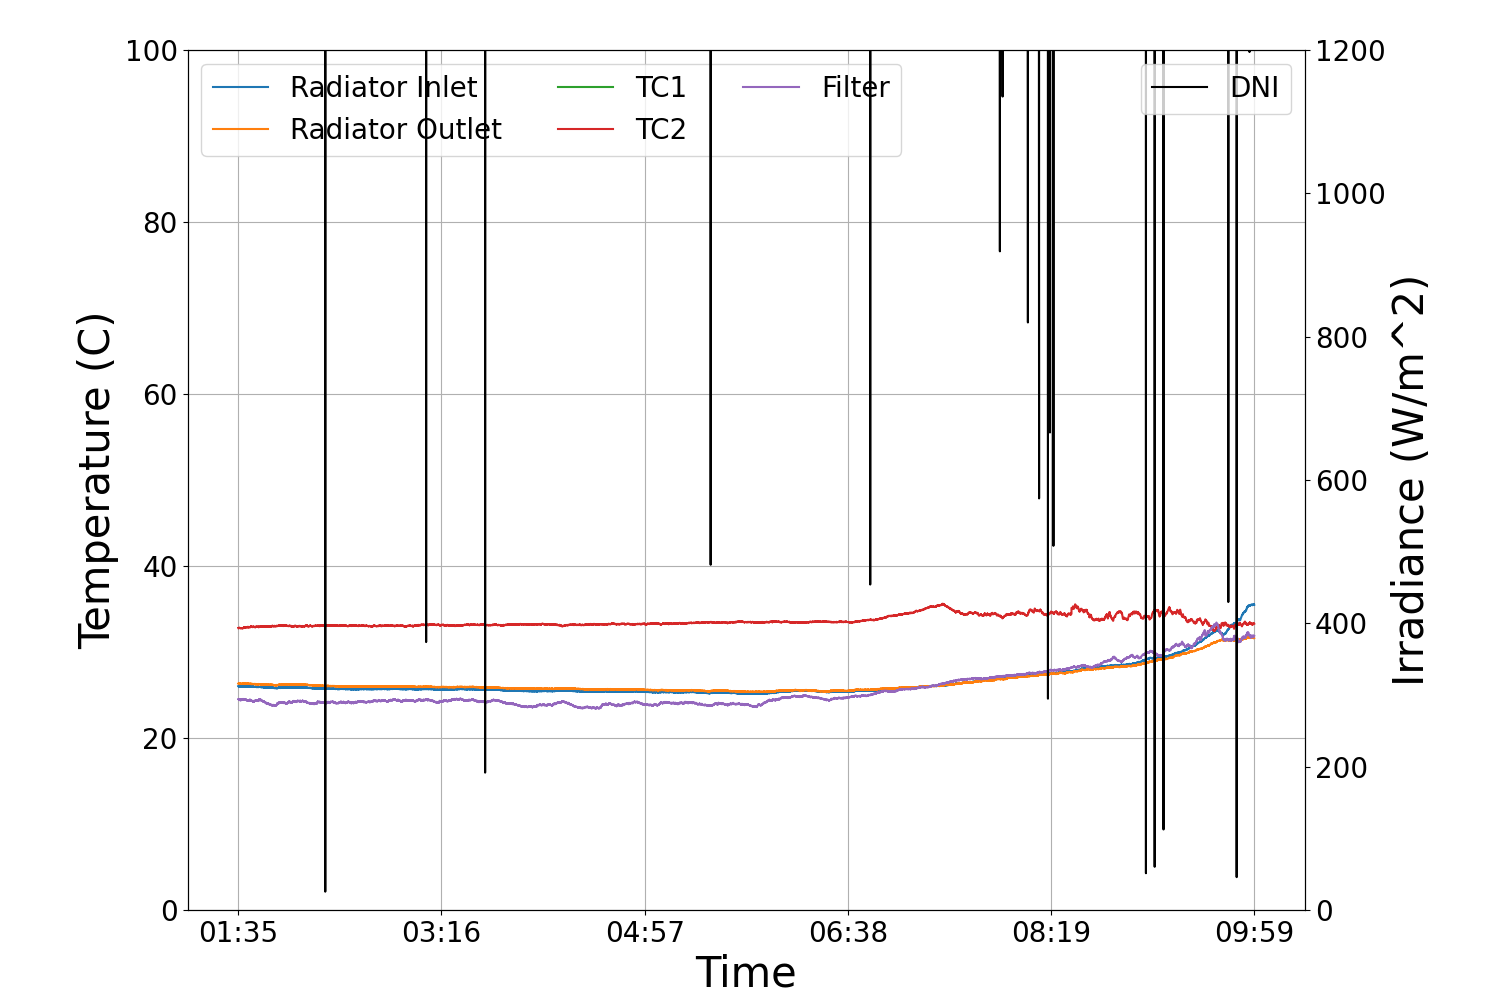 Radiator Inlet
Radiator Outlet
TC1
TC2
Filter
DNI
100
80
60
40
20
0
Temperature (C)
1200
1000
800
600
400
200
0
Irradiance (W/m^2)
01:35 03:16 04:57 06:38 08:19 09:59
Time